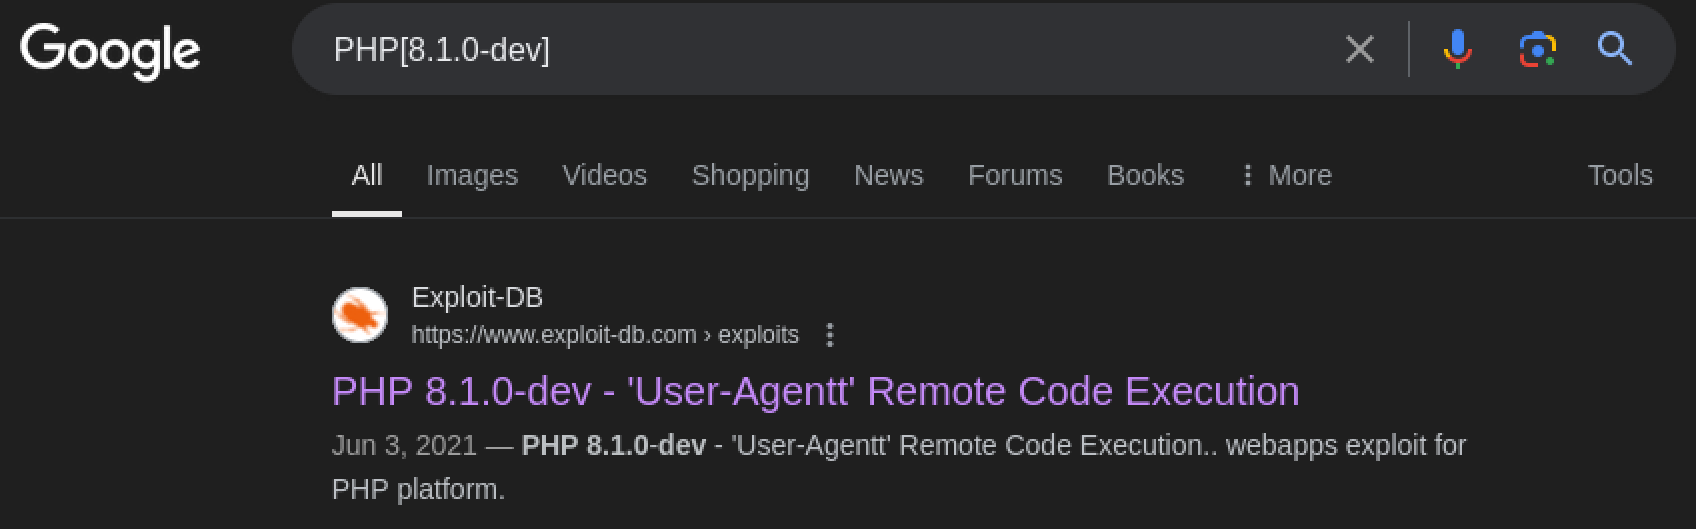 Google PHP[8.1.0-dev]
All Images Videos Shopping News Forums Books More Tools
Exploit-DB
https://www.exploit-db.com › exploits
PHP 8.1.0-dev - 'User-Agentt' Remote Code Execution
Jun 3, 2021 — PHP 8.1.0-dev - 'User-Agentt' Remote Code Execution.. webapps exploit for
PHP platform.